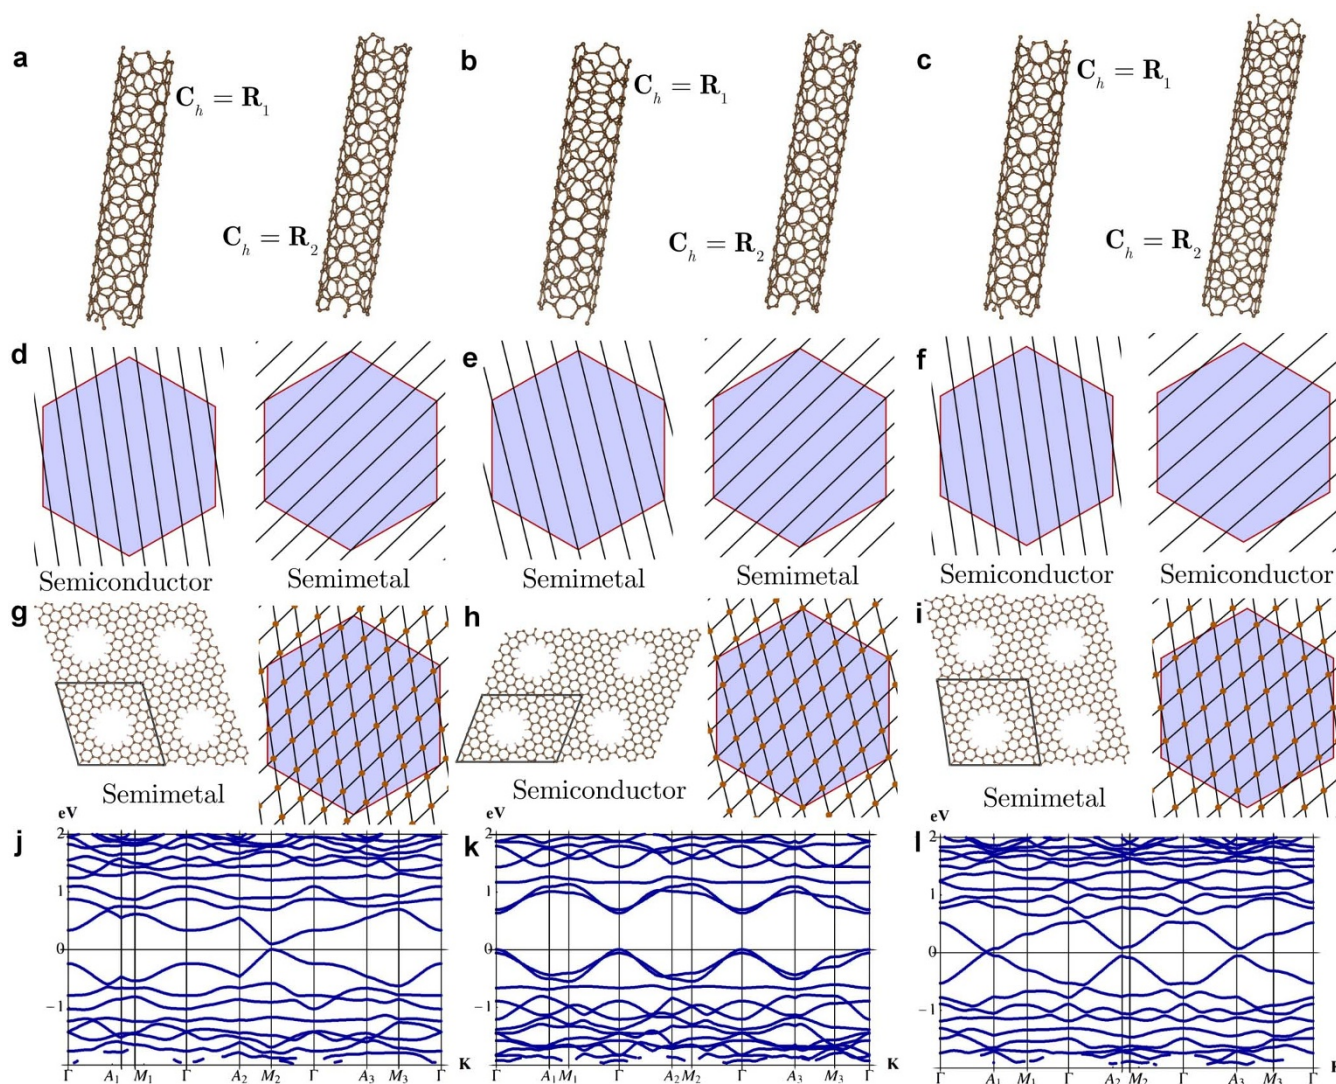 a
b
c
C_h = R_1
C_h = R_1
C_h = R_1
C_h = R_2
C_h = R_2
C_h = R_2
d
e
f
Semiconductor
Semimetal
Semimetal
Semimetal
Semiconductor
Semiconductor
g
h
i
Semimetal
Semiconductor
Semimetal
eV
eV
j
2
1
0
−1
Γ A_1 M_1 Γ A_2 M_2 Γ A_3 M_3 Γ
K
k
2
1
0
−1
Γ A_1 M_1 Γ A_2 M_2 Γ A_3 M_3 Γ
l
2
1
0
−1
Γ A_1 M_1 Γ A_2 M_2 Γ A_3 M_3 Γ